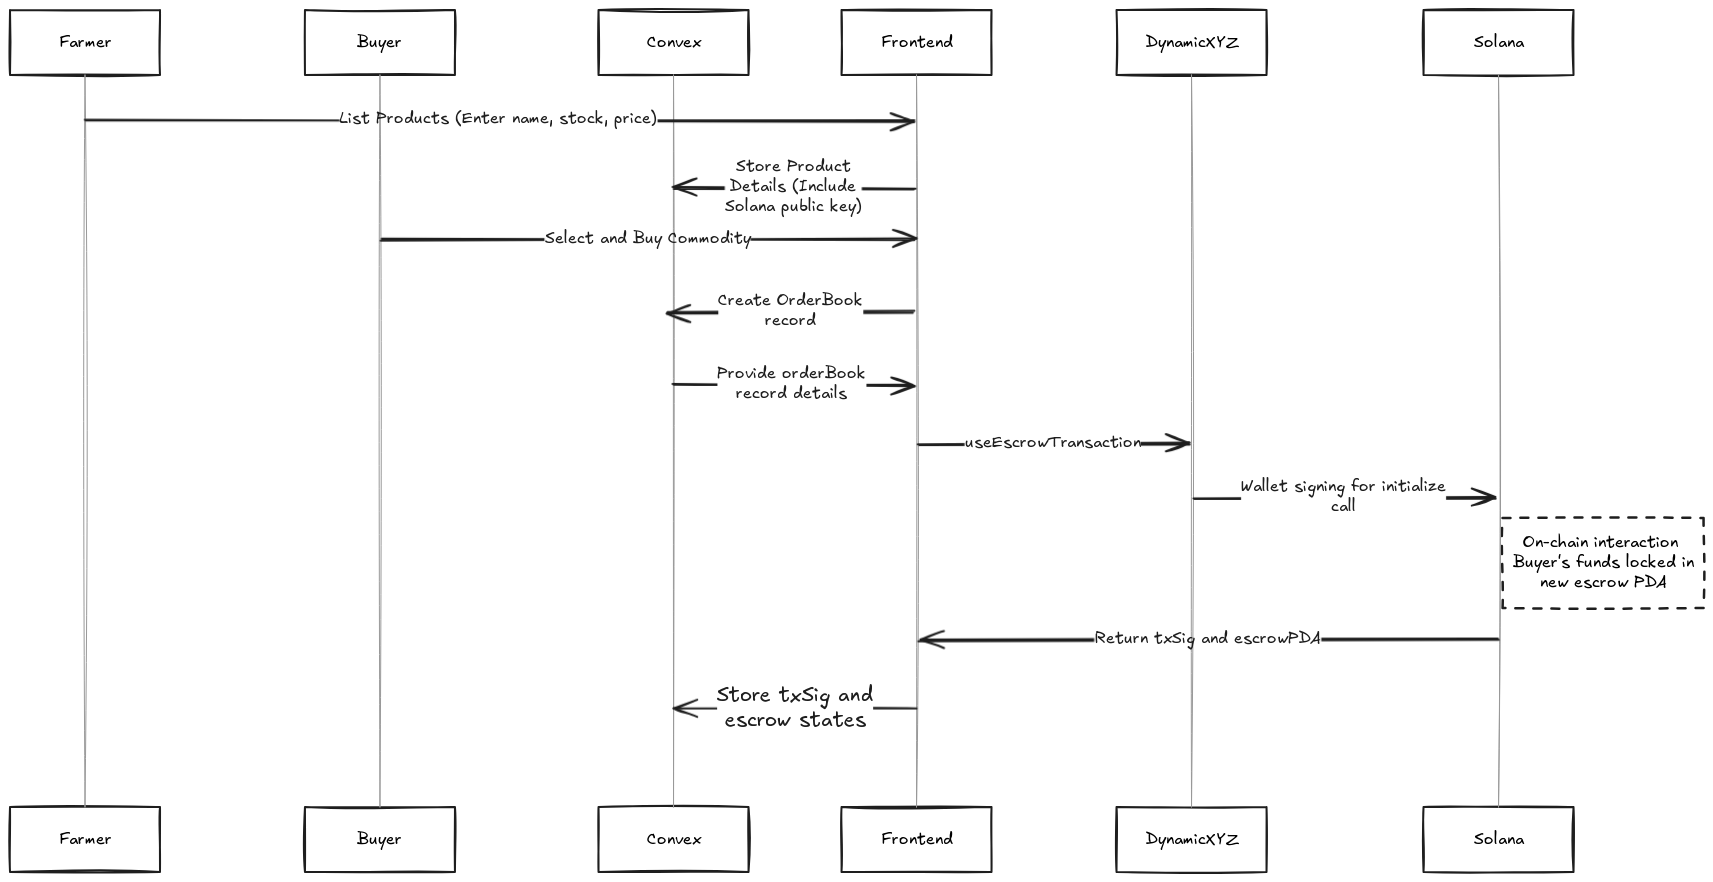 Farmer
Buyer
Convex
Frontend
DynamicXYZ
Solana
List Products (Enter name, stock, price)
Store Product
Details (Include
Solana public key)
Select and Buy Commodity
Create OrderBook
record
Provide orderBook
record details
useEscrowTransaction
Wallet signing for initialize
call
On-chain interaction
Buyer's funds locked in
new escrow PDA
Return txSig and escrowPDA
Store txSig and
escrow states
Farmer
Buyer
Convex
Frontend
DynamicXYZ
Solana